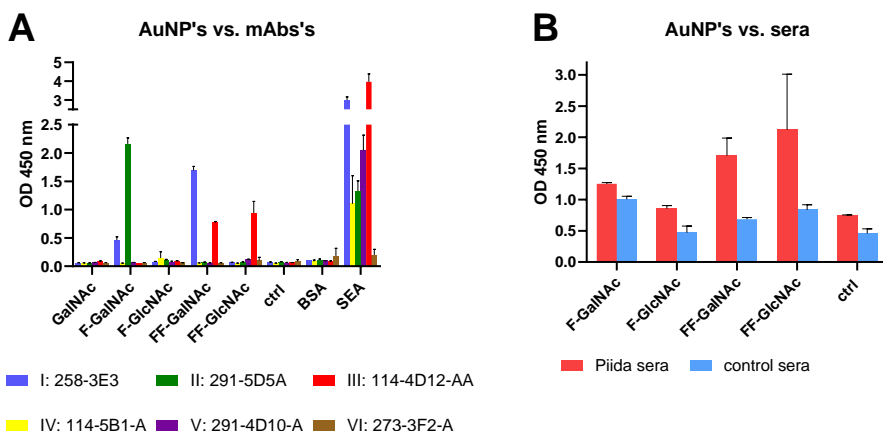 A
AuNP's vs. mAbs's
OD 450 nm
5
4
3
2.5
2.0
1.5
1.0
0.5
0.0
GalNAc
F-GalNAc
F-GlcNAc
FF-GalNAc
FF-GlcNAc
ctrl
BSA
SEA
I: 258-3E3
II: 291-5D5A
III: 114-4D12-AA
IV: 114-5B1-A
V: 291-4D10-A
VI: 273-3F2-A
B
AuNP's vs. sera
OD 450 nm
3.0
2.5
2.0
1.5
1.0
0.5
0.0
F-GalNAc
F-GlcNAc
FF-GalNAc
FF-GlcNAc
ctrl
Piida sera
control sera